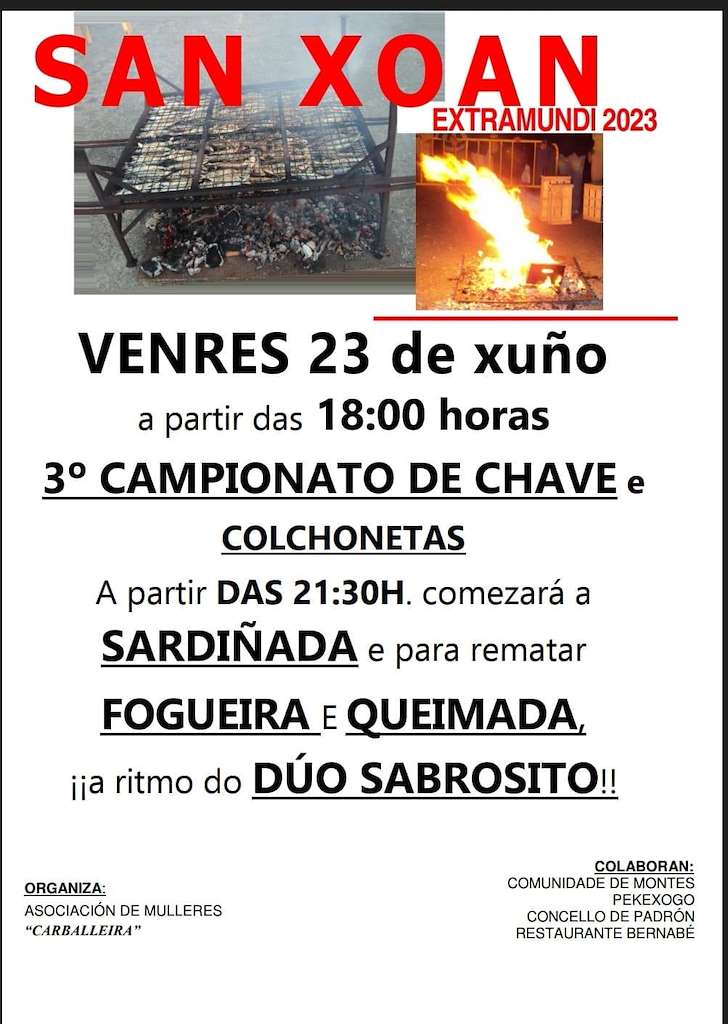 SAN XOAN
EXTRAMUNDI 2023
VENRES 23 de xuño
a partir das 18:00 horas
3º CAMPIONATO DE CHAVE e
COLCHONETAS
A partir DAS 21:30H. comezará a
SARDIÑADA e para rematar
FOGUEIRA E QUEIMADA,
¡¡a ritmo do DÚO SABROSITO!!
ORGANIZA:
ASOCIACIÓN DE MULLERES
“CARBALLEIRA”
COLABORAN:
COMUNIDADE DE MONTES
PEKEXOGO
CONCELLO DE PADRÓN
RESTAURANTE BERNABÉ